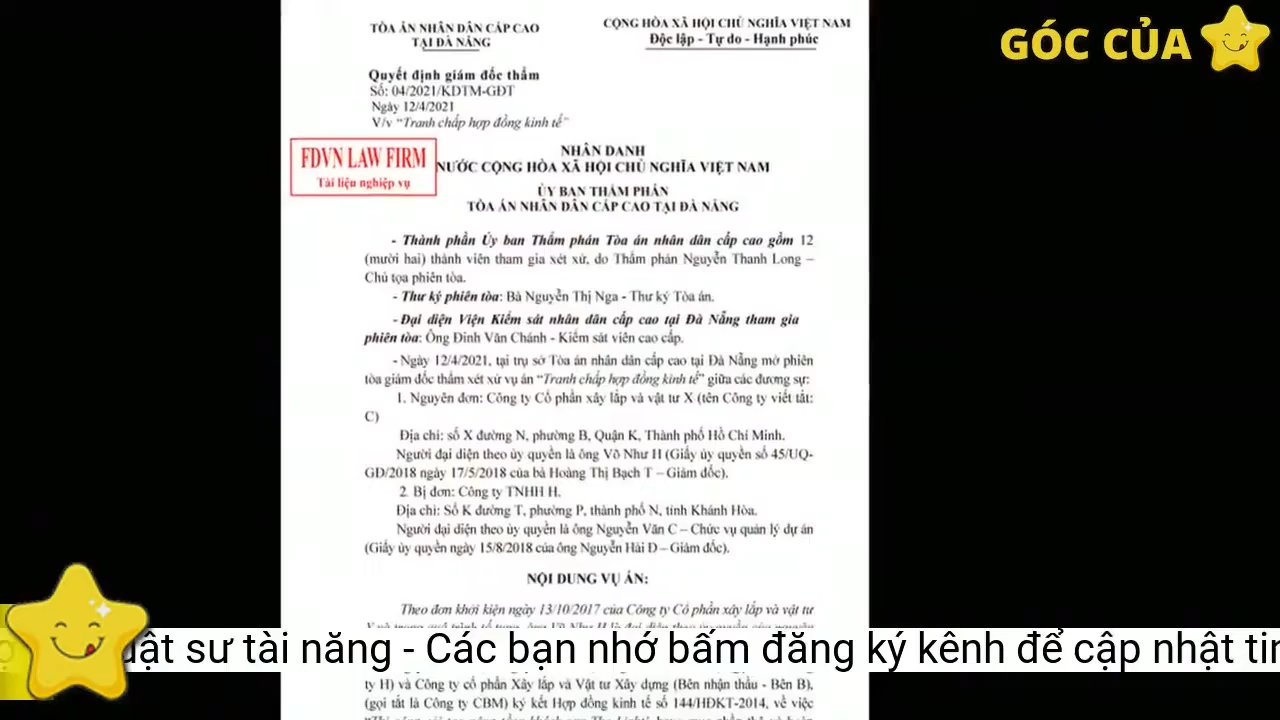 TÒA ÁN NHÂN DÂN CẤP CAO
TẠI ĐÀ NẴNG
CỘNG HÒA XÃ HỘI CHỦ NGHĨA VIỆT NAM
Độc lập - Tự do - Hạnh phúc
GÓC CỦA
Quyết định giám đốc thẩm
Số: 04/2021/KDTM-GĐT
Ngày 12/4/2021
V/v “Tranh chấp hợp đồng kinh tế”
FDVN LAW FIRM
Tài liệu nghiệp vụ
NHÂN DANH
NƯỚC CỘNG HÒA XÃ HỘI CHỦ NGHĨA VIỆT NAM
ỦY BAN THẨM PHÁN
TÒA ÁN NHÂN DÂN CẤP CAO TẠI ĐÀ NẴNG
- Thành phần Ủy ban Thẩm phán Tòa án nhân dân cấp cao gồm 12
(mười hai) thành viên tham gia xét xử, do Thẩm phán Nguyễn Thanh Long –
Chủ tọa phiên tòa.
- Thư ký phiên tòa: Bà Nguyễn Thị Nga - Thư ký Tòa án.
- Đại diện Viện Kiểm sát nhân dân cấp cao tại Đà Nẵng tham gia
phiên tòa: Ông Đinh Văn Chánh - Kiểm sát viên cao cấp.
- Ngày 12/4/2021, tại trụ sở Tòa án nhân dân cấp cao tại Đà Nẵng mở phiên
tòa giám đốc thẩm xét xử vụ án “Tranh chấp hợp đồng kinh tế” giữa các đương sự:
1. Nguyên đơn: Công ty Cổ phần xây lắp và vật tư X (tên Công ty viết tắt:
C)
Địa chỉ: số X đường N, phường B, Quận K, Thành phố Hồ Chí Minh.
Người đại diện theo ủy quyền là ông Võ Như H (Giấy ủy quyền số 45/UQ-
GĐ/2018 ngày 17/5/2018 của bà Hoàng Thị Bạch T – Giám đốc).
2. Bị đơn: Công ty TNHH H.
Địa chỉ: Số K đường T, phường P, thành phố N, tỉnh Khánh Hòa.
Người đại diện theo ủy quyền là ông Nguyễn Văn C – Chức vụ quản lý dự án
(Giấy ủy quyền ngày 15/8/2018 của ông Nguyễn Hải D – Giám đốc).
NỘI DUNG VỤ ÁN:
Theo đơn khởi kiện ngày 13/10/2017 của Công ty Cổ phần xây lắp và vật tư
sư tài năng - Các bạn nhớ bấm đăng ký kênh để cập nhật tin
ty H) và Công ty cổ phần Xây lắp và Vật tư Xây dựng (Bên nhận thầu - Bên B),
(gọi tắt là Công ty CBM) ký kết Hợp đồng kinh tế số 144/HĐKT-2014, về việc